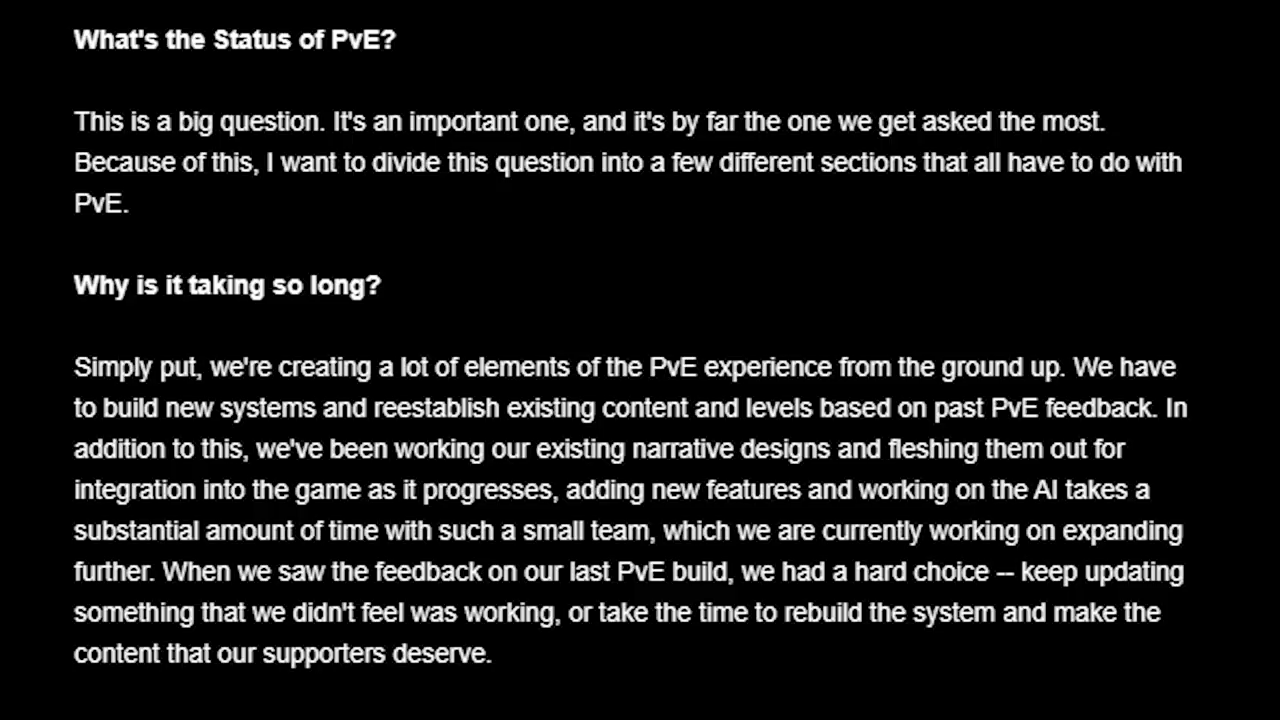 What's the Status of PvE?
This is a big question. It's an important one, and it's by far the one we get asked the most.
Because of this, I want to divide this question into a few different sections that all have to do with
PvE.
Why is it taking so long?
Simply put, we're creating a lot of elements of the PvE experience from the ground up. We have
to build new systems and reestablish existing content and levels based on past PvE feedback. In
addition to this, we've been working our existing narrative designs and fleshing them out for
integration into the game as it progresses, adding new features and working on the AI takes a
substantial amount of time with such a small team, which we are currently working on expanding
further. When we saw the feedback on our last PvE build, we had a hard choice -- keep updating
something that we didn't feel was working, or take the time to rebuild the system and make the
content that our supporters deserve.